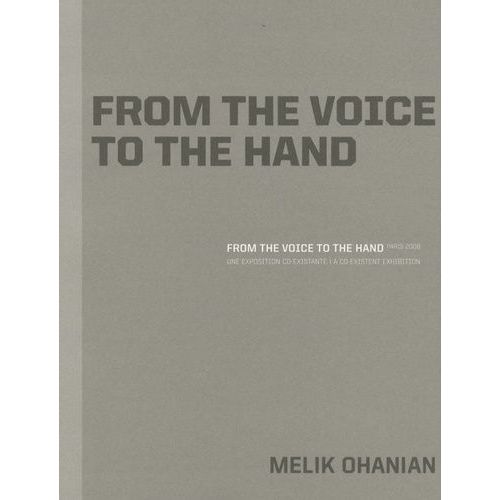 FROM THE VOICE
TO THE HAND
FROM THE VOICE TO THE HAND PARIS 2008
UNE EXPOSITION CO-EXISTANTE | A CO-EXISTENT EXHIBITION
MELIK OHANIAN